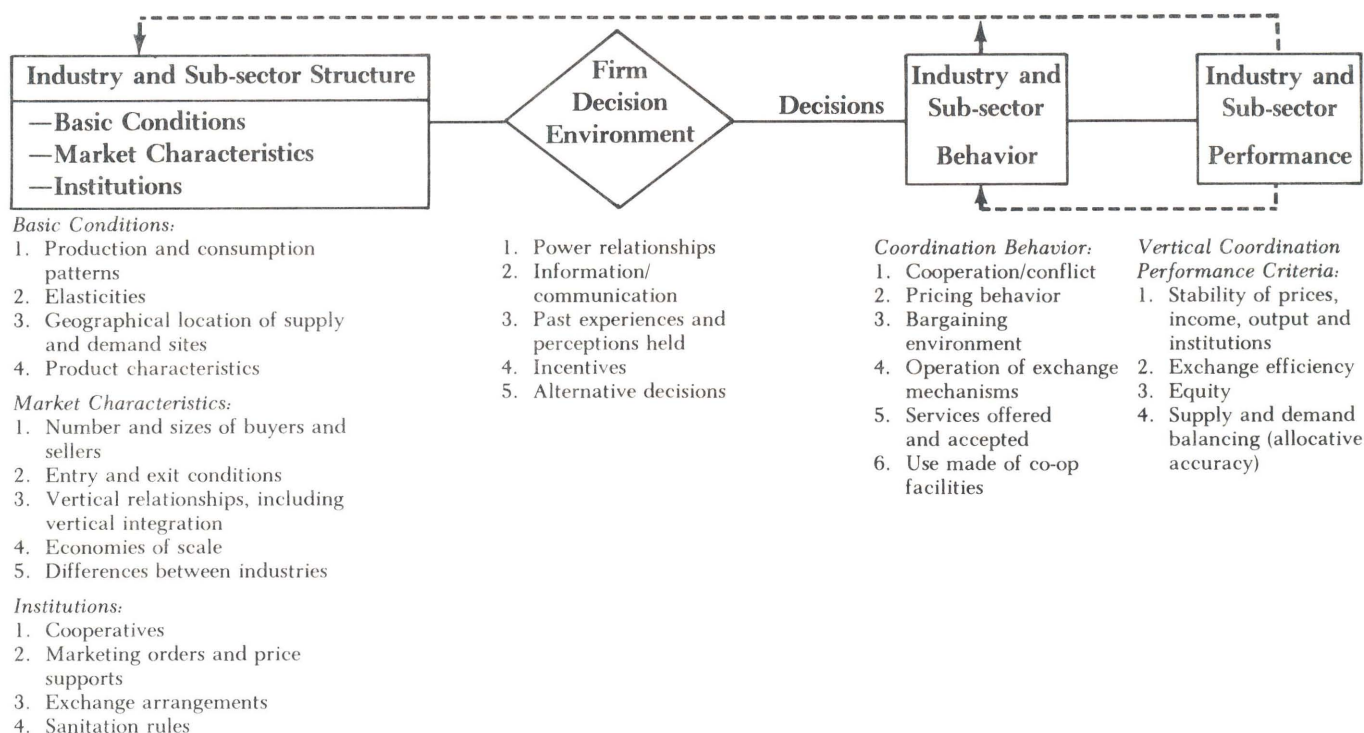 Industry and Sub-sector Structure
—Basic Conditions
—Market Characteristics
—Institutions
Firm
Decision
Environment
Decisions
Industry and
Sub-sector
Behavior
Industry and
Sub-sector
Performance
Basic Conditions:
1. Production and consumption
patterns
2. Elasticities
3. Geographical location of supply
and demand sites
4. Product characteristics
Market Characteristics:
1. Number and sizes of buyers and
sellers
2. Entry and exit conditions
3. Vertical relationships, including
vertical integration
4. Economies of scale
5. Differences between industries
Institutions:
1. Cooperatives
2. Marketing orders and price
supports
3. Exchange arrangements
4. Sanitation rules
1. Power relationships
2. Information/
communication
3. Past experiences and
perceptions held
4. Incentives
5. Alternative decisions
Coordination Behavior:
1. Cooperation/conflict
2. Pricing behavior
3. Bargaining
environment
4. Operation of exchange
mechanisms
5. Services offered
and accepted
6. Use made of co-op
facilities
Vertical Coordination
Performance Criteria:
1. Stability of prices,
income, output and
institutions
2. Exchange efficiency
3. Equity
4. Supply and demand
balancing (allocative
accuracy)